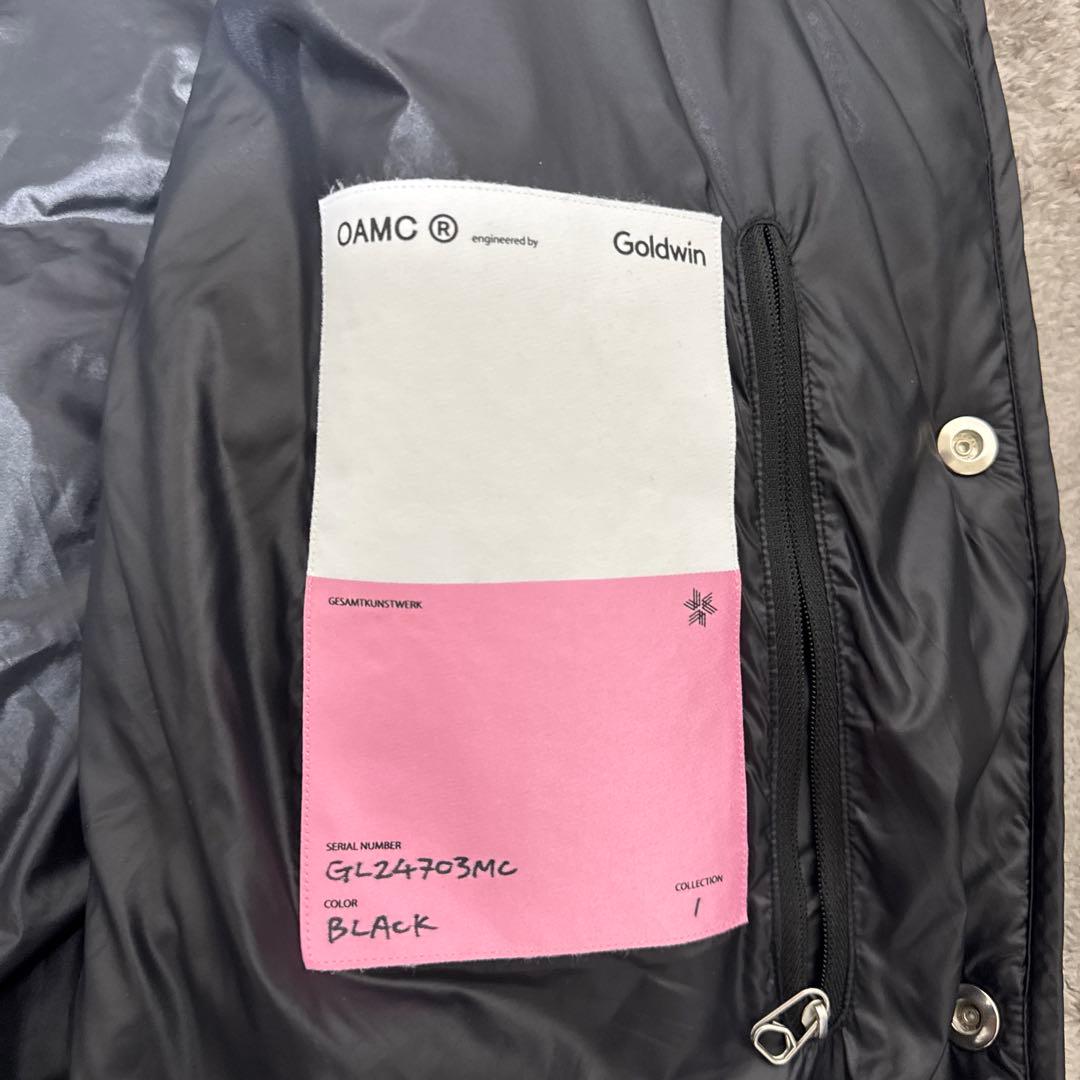 OAMC ® engineered by Goldwin
GESAMTKUNSTWERK
SERIAL NUMBER
GL24703MC
COLOR
BLACK
COLLECTION
1